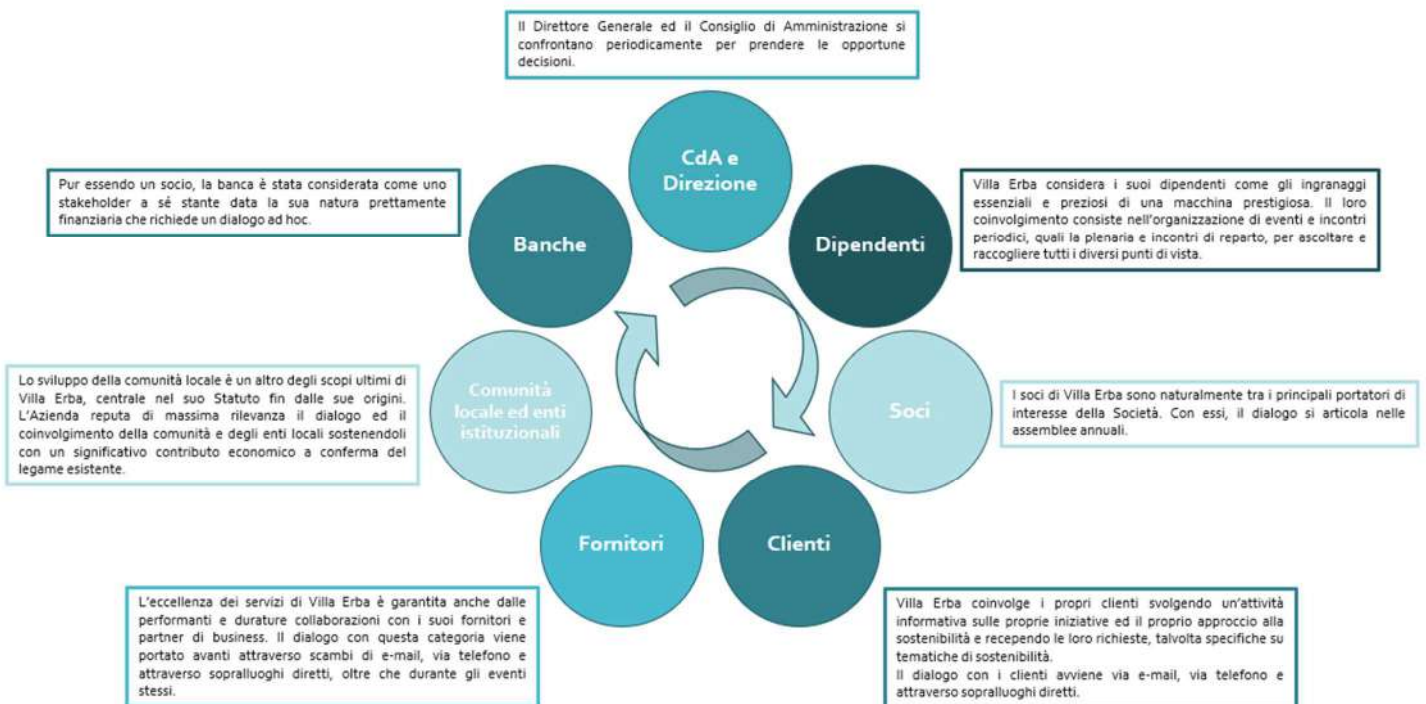 Il Direttore Generale ed il Consiglio di Amministrazione si
confrontano periodicamente per prendere le opportune
decisioni.
CdA e
Direzione
Pur essendo un socio, la banca è stata considerata come uno
stakeholder a sé stante data la sua natura prettamente
finanziaria che richiede un dialogo ad hoc.
Banche
Dipendenti
Villa Erba considera i suoi dipendenti come gli ingranaggi
essenziali e preziosi di una macchina prestigiosa. Il loro
coinvolgimento consiste nell'organizzazione di eventi e incontri
periodici, quali la plenaria e incontri di reparto, per ascoltare e
raccogliere tutti i diversi punti di vista.
Lo sviluppo della comunità locale è un altro degli scopi ultimi di
Villa Erba, centrale nel suo Statuto fin dalle sue origini.
L'Azienda reputa di massima rilevanza il dialogo ed il
coinvolgimento della comunità e degli enti locali sostenendoli
con un significativo contributo economico a conferma del
legame esistente.
Comunità
locale ed enti
istituzionali
Soci
I soci di Villa Erba sono naturalmente tra i principali portatori di
interesse della Società. Con essi, il dialogo si articola nelle
assemblee annuali.
Fornitori
Clienti
L'eccellenza dei servizi di Villa Erba è garantita anche dalle
performanti e durature collaborazioni con i suoi fornitori e
partner di business. Il dialogo con questa categoria viene
portato avanti attraverso scambi di e-mail, via telefono e
attraverso sopralluoghi diretti, oltre che durante gli eventi
stessi.
Villa Erba coinvolge i propri clienti svolgendo un'attività
informativa sulle proprie iniziative ed il proprio approccio alla
sostenibilità e recependo le loro richieste, talvolta specifiche su
tematiche di sostenibilità.
Il dialogo con i clienti avviene via e-mail, via telefono e
attraverso sopralluoghi diretti.